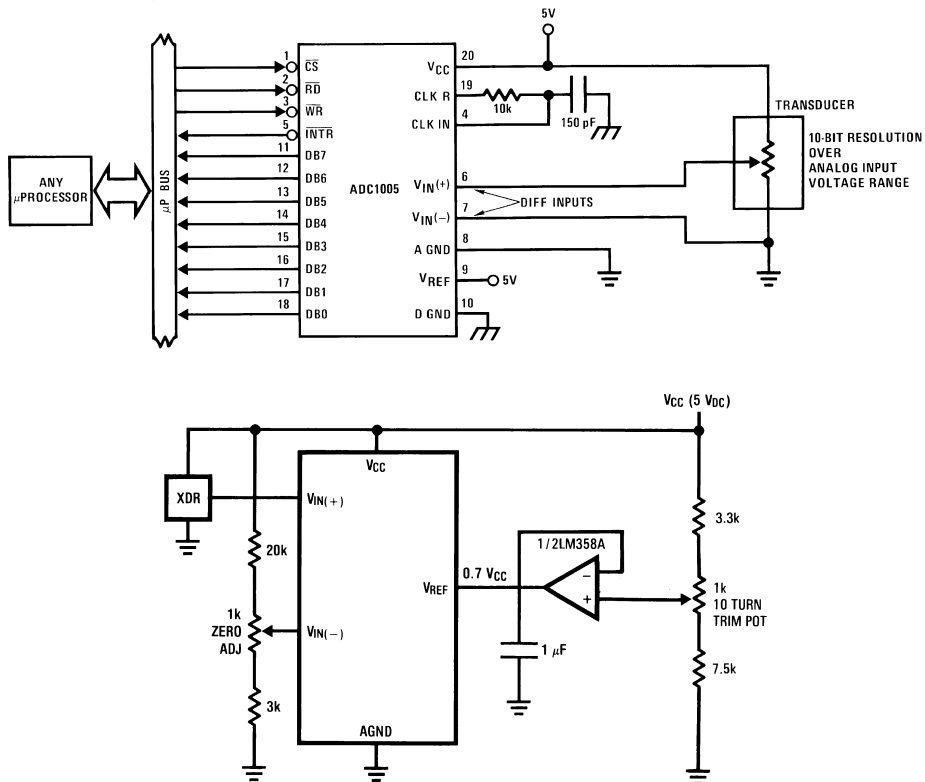 5V
1
CS
2
RD
3
WR
5
INTR
11
DB7
12
DB6
13
DB5
14
DB4
15
DB3
16
DB2
17
DB1
18
DB0
ANY
μPROCESSOR
μP BUS
ADC1005
20
VCC
19
CLK R
10k
4
CLK IN
150 pF
6
VIN(+)
DIFF INPUTS
7
VIN(−)
8
A GND
9
VREF
5V
10
D GND
TRANSDUCER
10-BIT RESOLUTION
OVER
ANALOG INPUT
VOLTAGE RANGE
VCC (5 VDC)
XDR
VCC
VIN(+)
20k
1k
ZERO
ADJ
VIN(−)
3k
AGND
VREF
0.7 VCC
1/2LM358A
−
+
1 μF
3.3k
1k
10 TURN
TRIM POT
7.5k